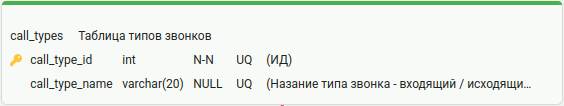 call_types Таблица типов звонков
call_type_id int N-N UQ (ИД)
call_type_name varchar(20) NULL UQ (Назание типа звонка - входящий / исходящи...